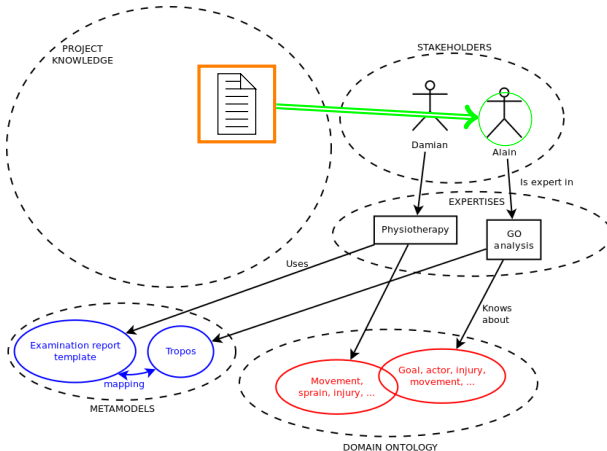 PROJECT
KNOWLEDGE
STAKEHOLDERS
Damian
Alain
Is expert in
EXPERTISES
Physiotherapy
GO
analysis
Uses
Knows
about
Examination report
template
Tropos
mapping
METAMODELS
Movement,
sprain, injury, ...
Goal, actor, injury,
movement, ...
DOMAIN ONTOLOGY